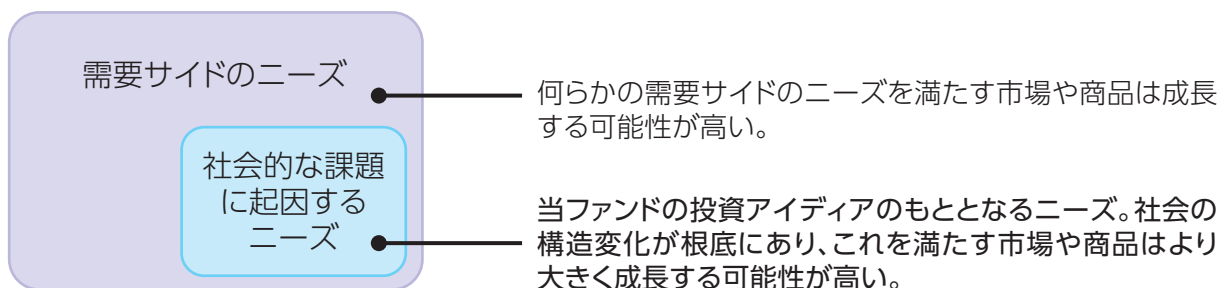 需要サイドのニーズ
何らかの需要サイドのニーズを満たす市場や商品は成長
する可能性が高い。
社会的な課題
に起因する
ニーズ
当ファンドの投資アイディアのもととなるニーズ。社会の
構造変化が根底にあり、これを満たす市場や商品はより
大きく成長する可能性が高い。